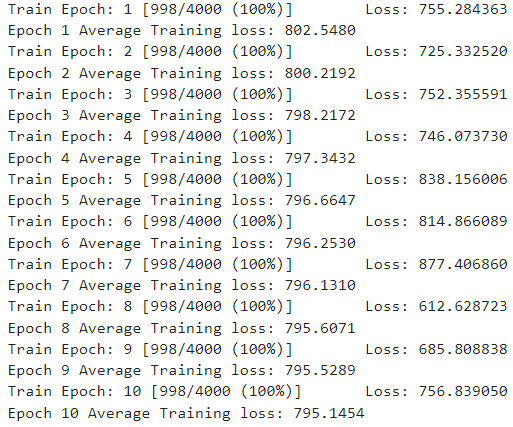 Train Epoch: 1 [998/4000 (100%)]	Loss: 755.284363
Epoch 1 Average Training loss: 802.5480
Train Epoch: 2 [998/4000 (100%)]	Loss: 725.332520
Epoch 2 Average Training loss: 800.2192
Train Epoch: 3 [998/4000 (100%)]	Loss: 752.355591
Epoch 3 Average Training loss: 798.2172
Train Epoch: 4 [998/4000 (100%)]	Loss: 746.073730
Epoch 4 Average Training loss: 797.3432
Train Epoch: 5 [998/4000 (100%)]	Loss: 838.156006
Epoch 5 Average Training loss: 796.6647
Train Epoch: 6 [998/4000 (100%)]	Loss: 814.866089
Epoch 6 Average Training loss: 796.2530
Train Epoch: 7 [998/4000 (100%)]	Loss: 877.406860
Epoch 7 Average Training loss: 796.1310
Train Epoch: 8 [998/4000 (100%)]	Loss: 612.628723
Epoch 8 Average Training loss: 795.6071
Train Epoch: 9 [998/4000 (100%)]	Loss: 685.808838
Epoch 9 Average Training loss: 795.5289
Train Epoch: 10 [998/4000 (100%)]	Loss: 756.839050
Epoch 10 Average Training loss: 795.1454